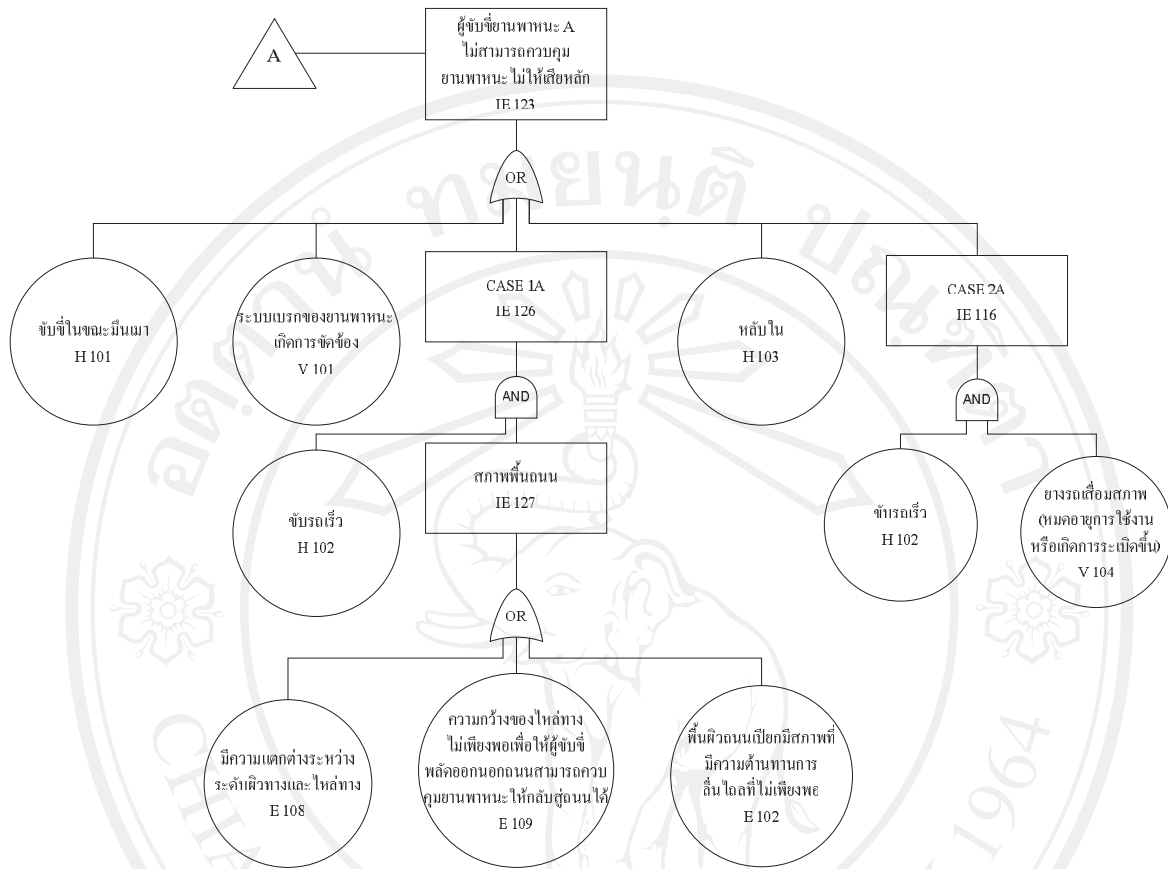 A
ผู้ขับขี่ยานพาหนะ A
ไม่สามารถควบคุม
ยานพาหนะ ไม่ให้เสียหลัก
IE 123
OR
ขับขี่ในขณะมึนเมา
H 101
ระบบเบรกของยานพาหนะ
เกิดการขัดข้อง
V 101
CASE 1A
IE 126
หลับใน
H 103
CASE 2A
IE 116
AND
AND
ขับรถเร็ว
H 102
สภาพพื้นถนน
IE 127
ขับรถเร็ว
H 102
ยางรถเสื่อมสภาพ
(หมดอายุการใช้งาน
หรือเกิดการระเบิดขึ้น)
V 104
OR
มีความแตกต่างระหว่าง
ระดับผิวทางและไหล่ทาง
E 108
ความกว้างของไหล่ทาง
ไม่เพียงพอเพื่อให้ผู้ขับขี่
พลัดออกนอกถนนสามารถควบ
คุมยานพาหนะให้กลับสู่ถนนได้
E 109
พื้นผิวถนนเปียกมีสภาพที่
มีความต้านทานการ
ลื่นไถลที่ไม่เพียงพอ
E 102
อตฺตานํ ทมยนฺติ ปณฺฑิตา
1964